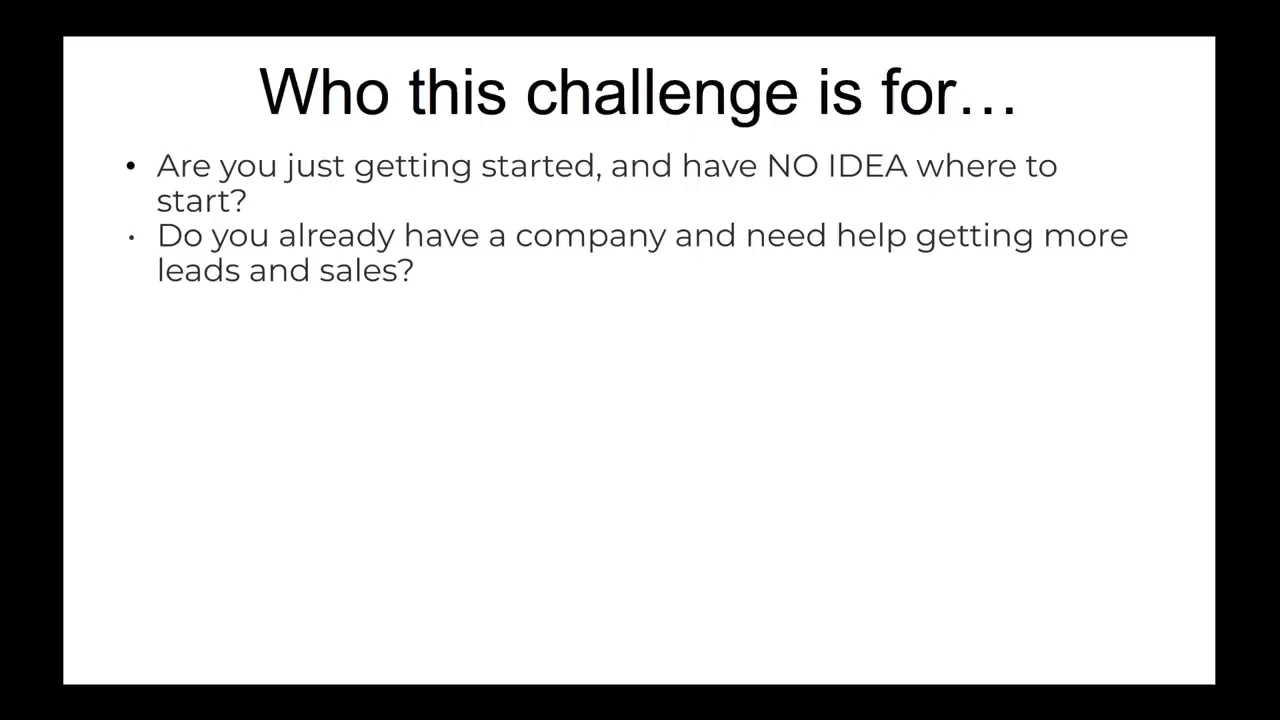 Who this challenge is for…
• Are you just getting started, and have NO IDEA where to
start?
• Do you already have a company and need help getting more
leads and sales?